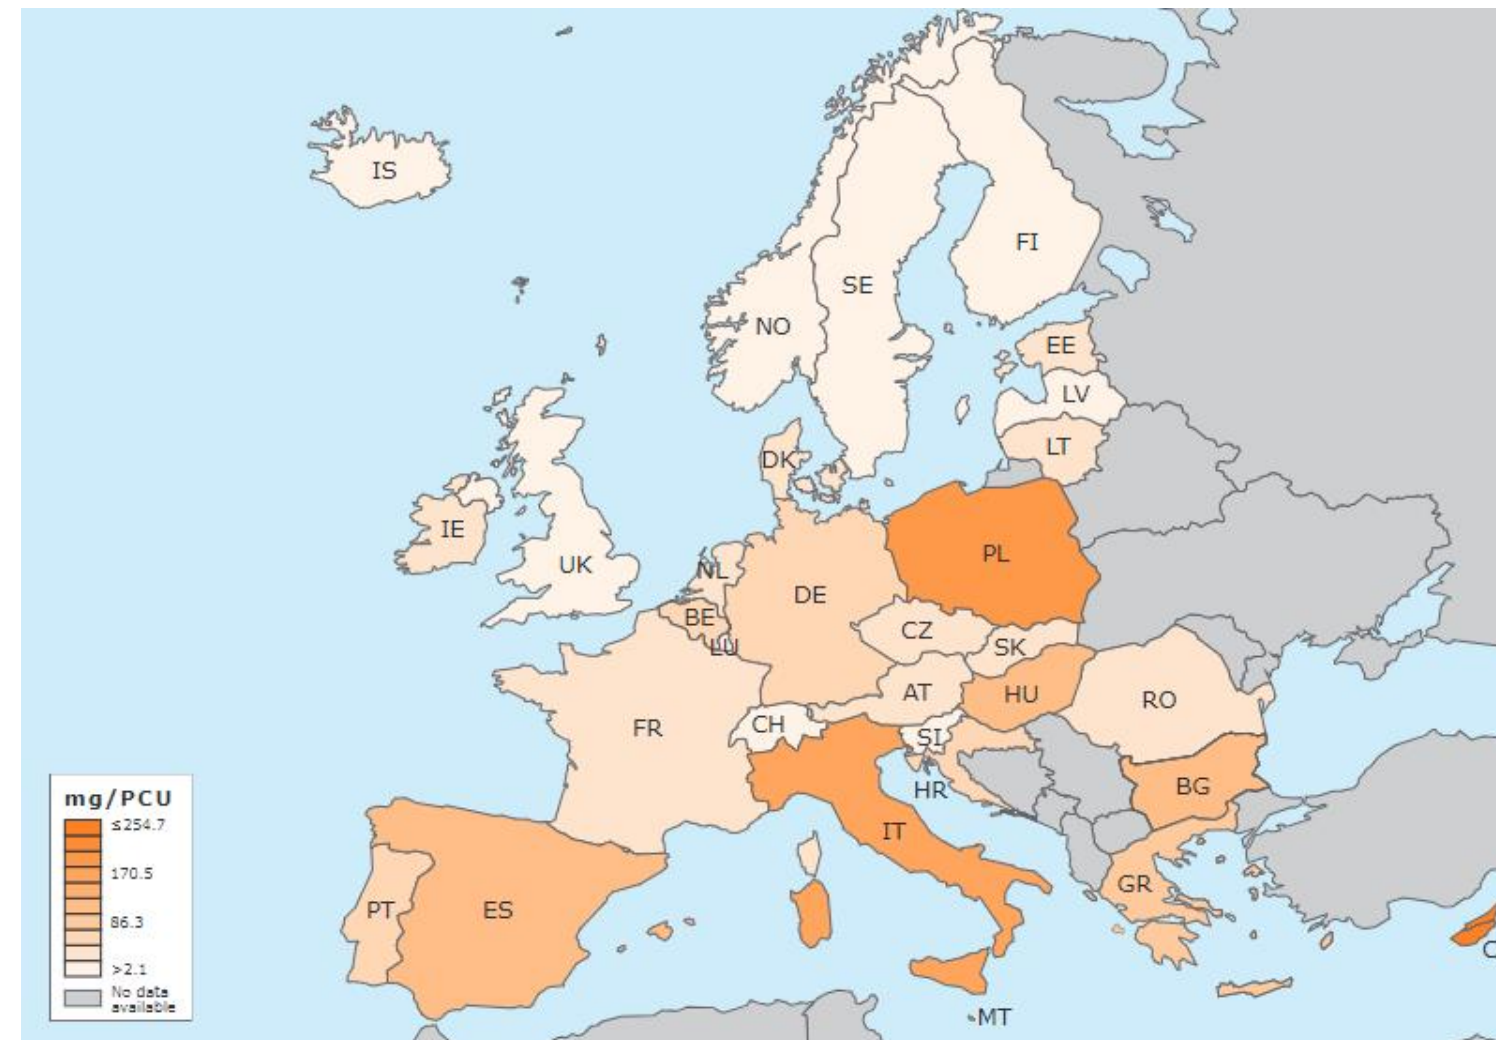 IS
FI
SE
NO
EE
LV
LT
DK
IE
UK
NL
PL
DE
BE
LU
CZ
SK
AT
HU
RO
FR
CH
SI
HR
BG
IT
PT
ES
GR
C
MT
mg/PCU
≤254.7
170.5
86.3
>2.1
No data
available